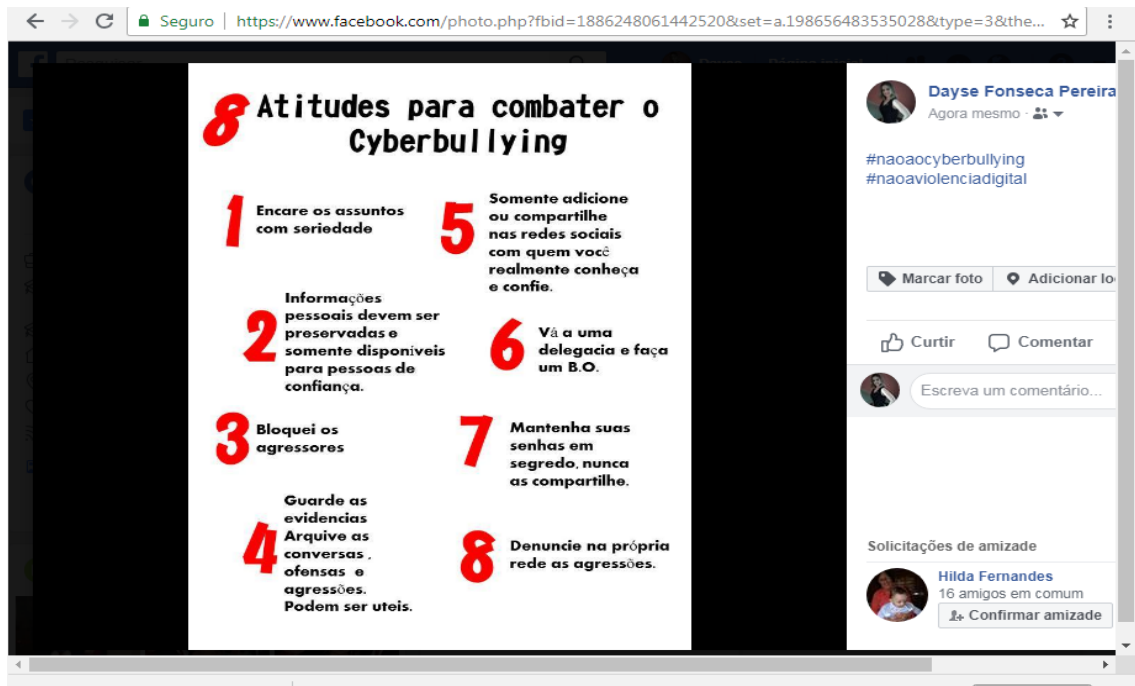 Seguro | https://www.facebook.com/photo.php?fbid=1886248061442520&set=a.198656483535028&type=3&the...
8 Atitudes para combater o
Cyberbullying
1 Encare os assuntos
com seriedade
2 Informações
pessoais devem ser
preservadas e
somente disponíveis
para pessoas de
confiança.
3 Bloquei os
agressores
4 Guarde as
evidencias
Arquive as
conversas ,
ofensas e
agressões.
Podem ser uteis.
5 Somente adicione
ou compartilhe
nas redes sociais
com quem você
realmente conheça
e confie.
6 Vá a uma
delegacia e faça
um B.O.
7 Mantenha suas
senhas em
segredo, nunca
as compartilhe.
8 Denuncie na própria
rede as agressões.
Dayse Fonseca Pereira
Agora mesmo ·
#naoaocyberbullying
#naoaviolenciadigital
Marcar foto Adicionar lo
Curtir Comentar
Escreva um comentário...
Solicitações de amizade
Hilda Fernandes
16 amigos em comum
Confirmar amizade